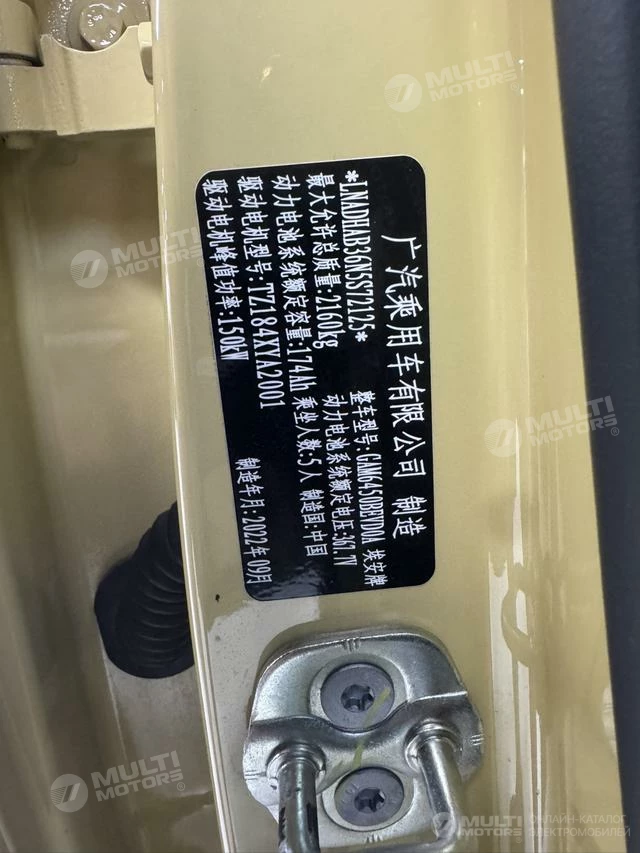 广汽乘用车有限公司 制造
*LNADHAB36N5S72125* 整车型号:GAM6450BEVD0A 埃安牌
最大允许总质量:2160kg 动力电池系统额定电压:367.7V
动力电池系统额定容量:174Ah 乘坐人数:5人 制造国:中国
驱动电机型号:TZ184XYA2001 制造年月:2022年09月
驱动电机峰值功率:150kW
MULTI MOTORS®
MULTI MOTORS®
MULTI MOTORS®
MULTI MOTORS®
MULTI MOTORS® ОНЛАЙН-КАТАЛОГ ЭЛЕКТРОМОБИЛЕЙ